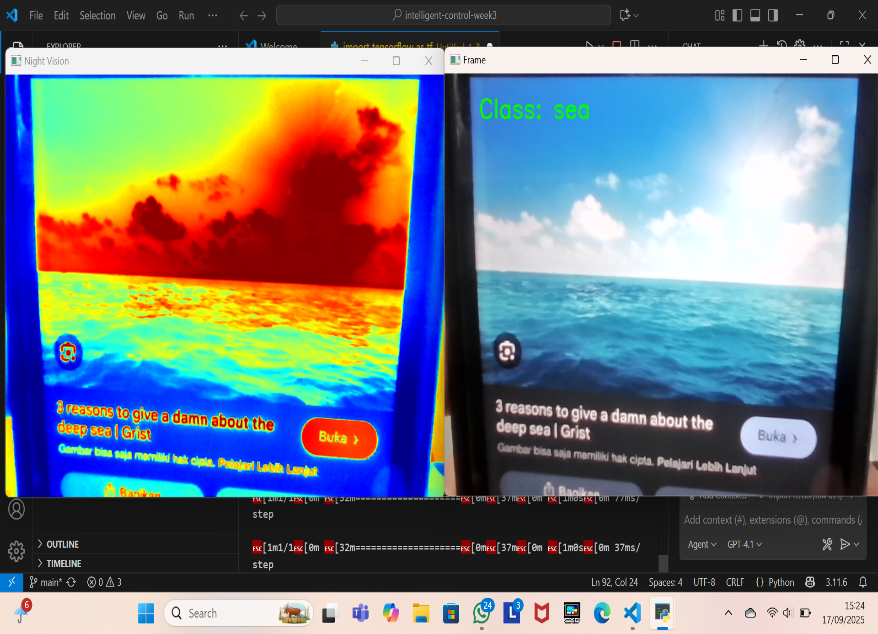 File Edit Selection View Go Run ···
intelligent-control-week3
EXPLORER
Welcome
import tensorflow as tf
CHAT
Night Vision
3 reasons to give a damn about the
deep sea | Grist
Buka >
Gambar bisa saja memiliki hak cipta. Pelajari Lebih Lanjut
Bagikan
Frame
Class: sea
3 reasons to give a damn about the
deep sea | Grist
Buka >
Gambar bisa saja memiliki hak cipta. Pelajari Lebih Lanjut
Bagikan
ESC[1m1/1ESC[0m ESC[32m====================ESC[0mESC[37mESC[0m ESC[1m0sESC[0m 77ms/
step
ESC[1m1/1ESC[0m ESC[32m====================ESC[0mESC[37mESC[0m ESC[1m0sESC[0m 37ms/
step
OUTLINE
TIMELINE
Add context (#), extensions (@), commands (/
Agent GPT 4.1
main* 0 3
Ln 92, Col 24 Spaces: 4 UTF-8 CRLF {} Python 3.11.6
6
Search
24
3
15:24
17/09/2025